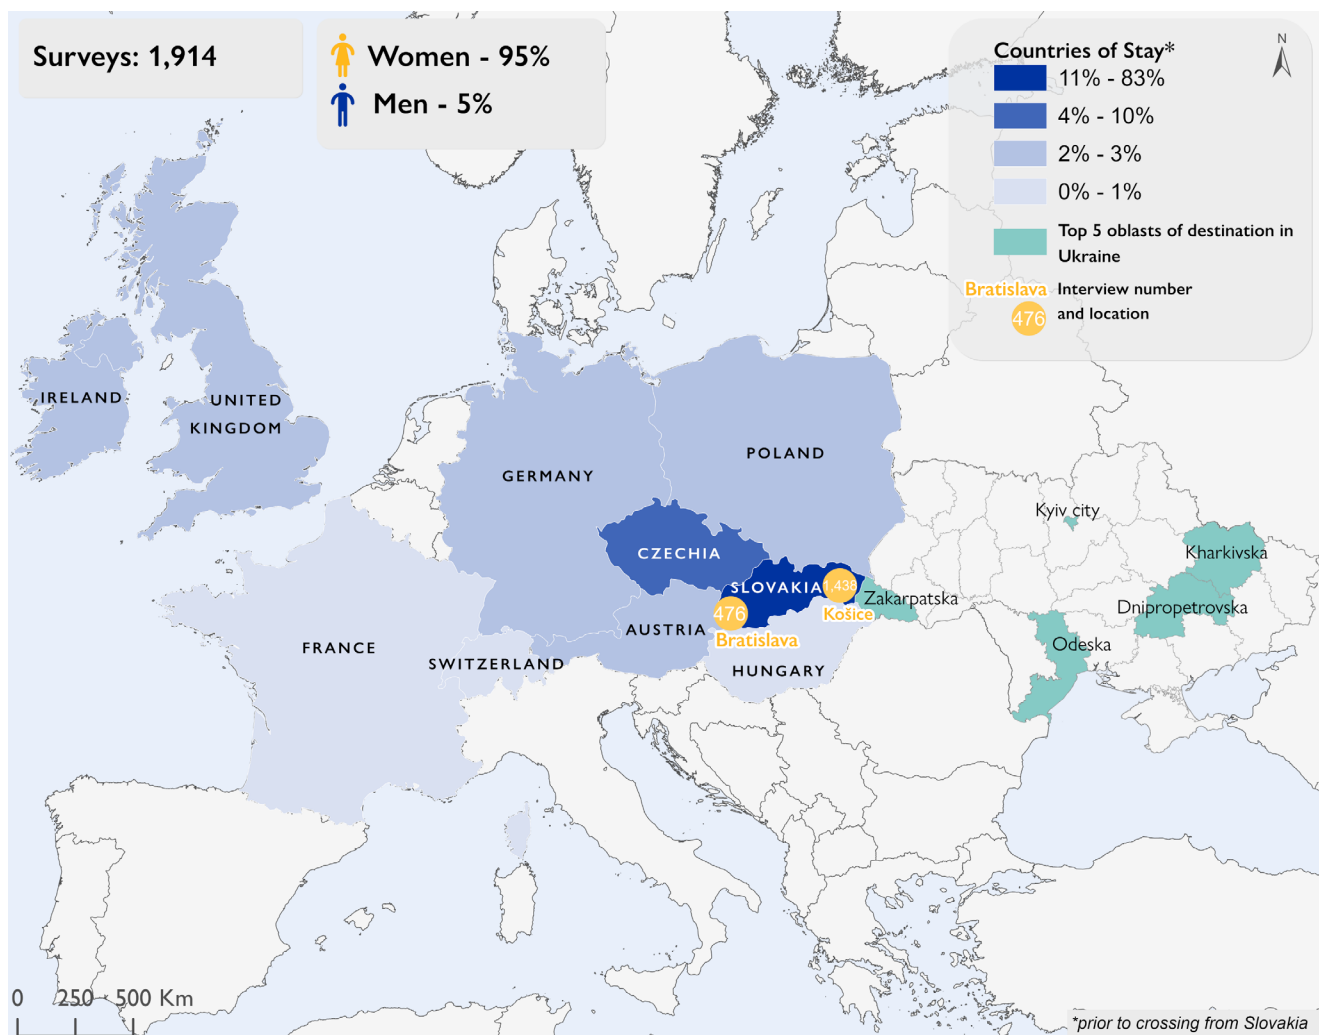 Surveys: 1,914
Women - 95%
Men - 5%
N
Countries of Stay*
11% - 83%
4% - 10%
2% - 3%
0% - 1%
Top 5 oblasts of destination in
Ukraine
Bratislava
476
Interview number
and location
IRELAND
UNITED
KINGDOM
GERMANY
POLAND
CZECHIA
SLOVAKIA
1,438
Košice
476
Bratislava
AUSTRIA
HUNGARY
SWITZERLAND
FRANCE
Kyiv city
Kharkivska
Dnipropetrovska
Zakarpatska
Odeska
0 250 500 Km
*prior to crossing from Slovakia